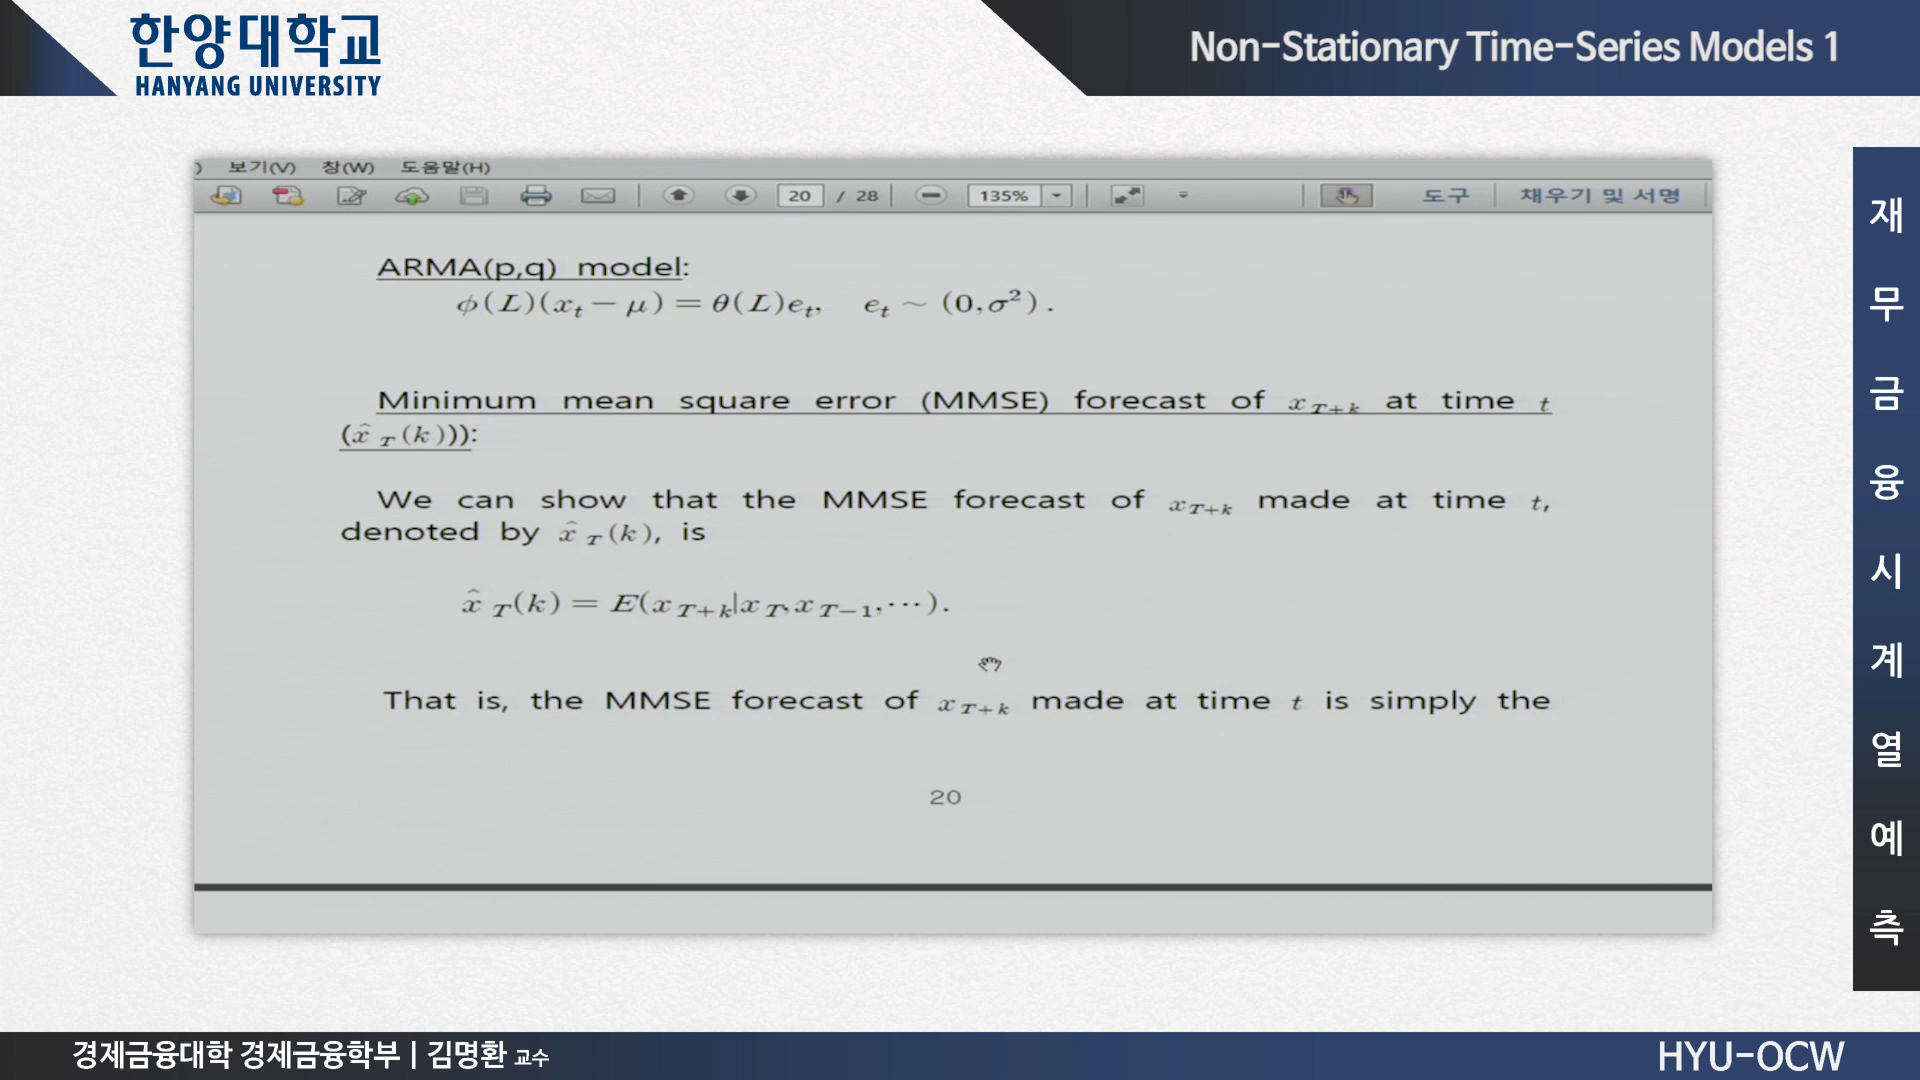 한양대학교
HANYANG UNIVERSITY
Non-Stationary Time-Series Models 1
) 보기(V) 창(W) 도움말(H)
20 / 28 135% 도구 채우기 및 서명
ARMA(p,q) model:
ϕ(L)(x_t − μ) = θ(L)e_t, e_t ~ (0,σ²).
Minimum mean square error (MMSE) forecast of x_{T+k} at time t
(x̂_T(k))):
We can show that the MMSE forecast of x_{T+k} made at time t,
denoted by x̂_T(k), is
x̂_T(k) = E(x_{T+k}|x_T, x_{T−1}, ⋯).
That is, the MMSE forecast of x_{T+k} made at time t is simply the
20
재무금융시계열예측
경제금융대학 경제금융학부 | 김명환 교수
HYU-OCW